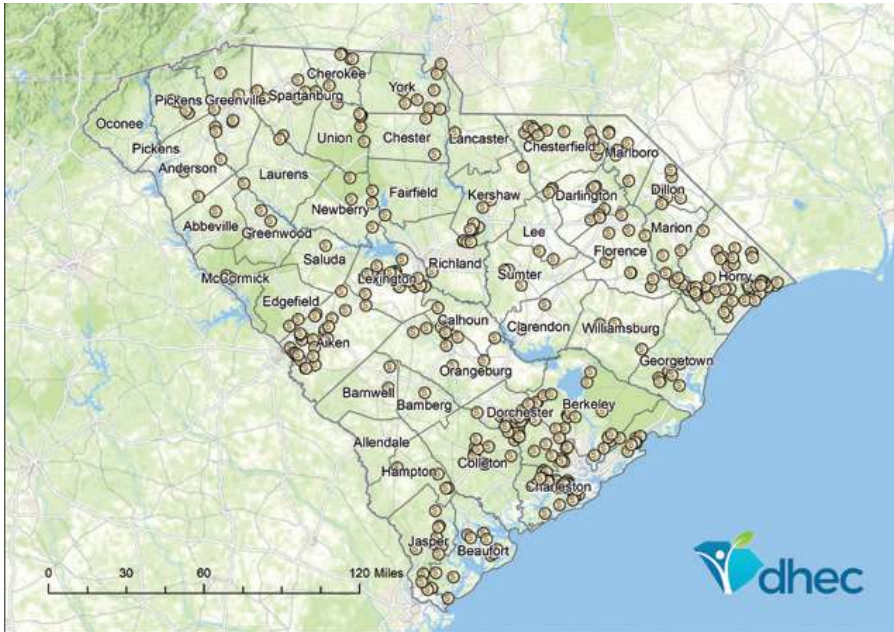 Cherokee
York
Pickens
Greenville
Spartanburg
Oconee
Union
Chester
Lancaster
Chesterfield
Marlboro
Pickens
Anderson
Laurens
Fairfield
Kershaw
Darlington
Dillon
Newberry
Abbeville
Greenwood
Lee
Marion
Florence
Saluda
Richland
McCormick
Lexington
Sumter
Horry
Edgefield
Calhoun
Clarendon
Williamsburg
Aiken
Georgetown
Orangeburg
Barnwell
Bamberg
Dorchester
Berkeley
Allendale
Colleton
Hampton
Charleston
Jasper
Beaufort
0 30 60 120 Miles
dhec